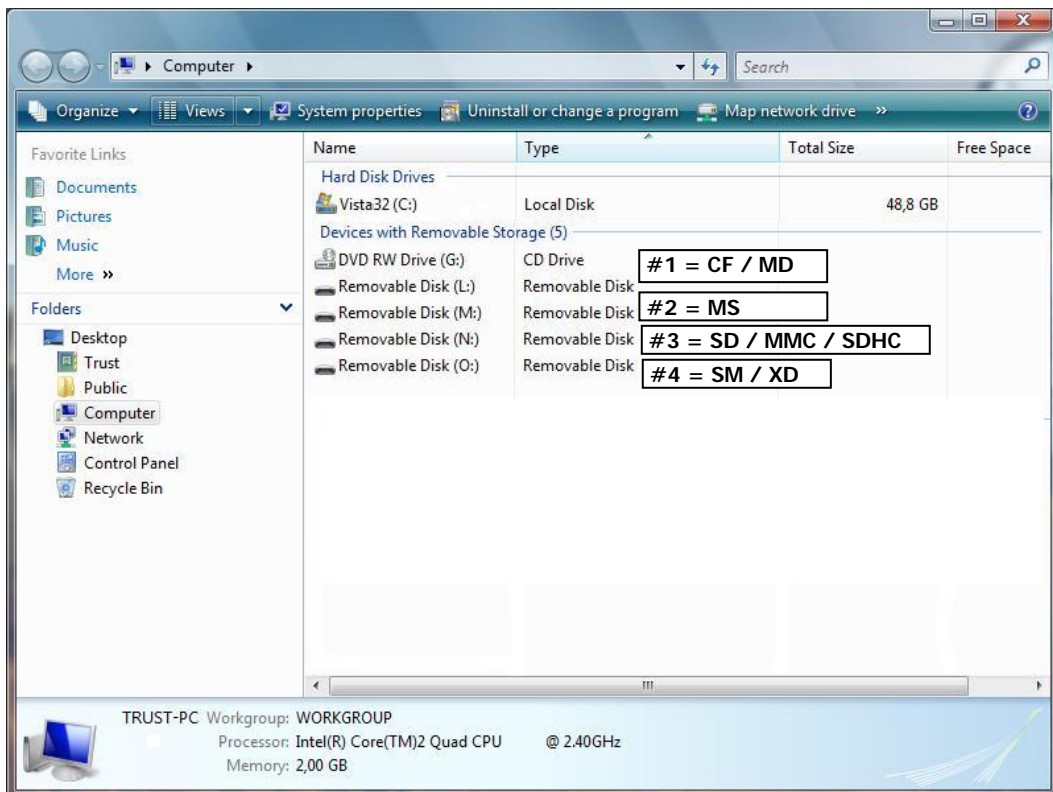 X
Computer
Search
Organize Views System properties Uninstall or change a program Map network drive »
Favorite Links
Documents
Pictures
Music
More »
Folders
Desktop
Trust
Public
Computer
Network
Control Panel
Recycle Bin
Name Type Total Size Free Space
Hard Disk Drives
Vista32 (C:) Local Disk 48,8 GB
Devices with Removable Storage (5)
DVD RW Drive (G:) CD Drive #1 = CF / MD
Removable Disk (L:) Removable Disk
Removable Disk (M:) Removable Disk #2 = MS
Removable Disk (N:) Removable Disk #3 = SD / MMC / SDHC
Removable Disk (O:) Removable Disk #4 = SM / XD
TRUST-PC Workgroup: WORKGROUP
Processor: Intel(R) Core(TM)2 Quad CPU @ 2.40GHz
Memory: 2,00 GB